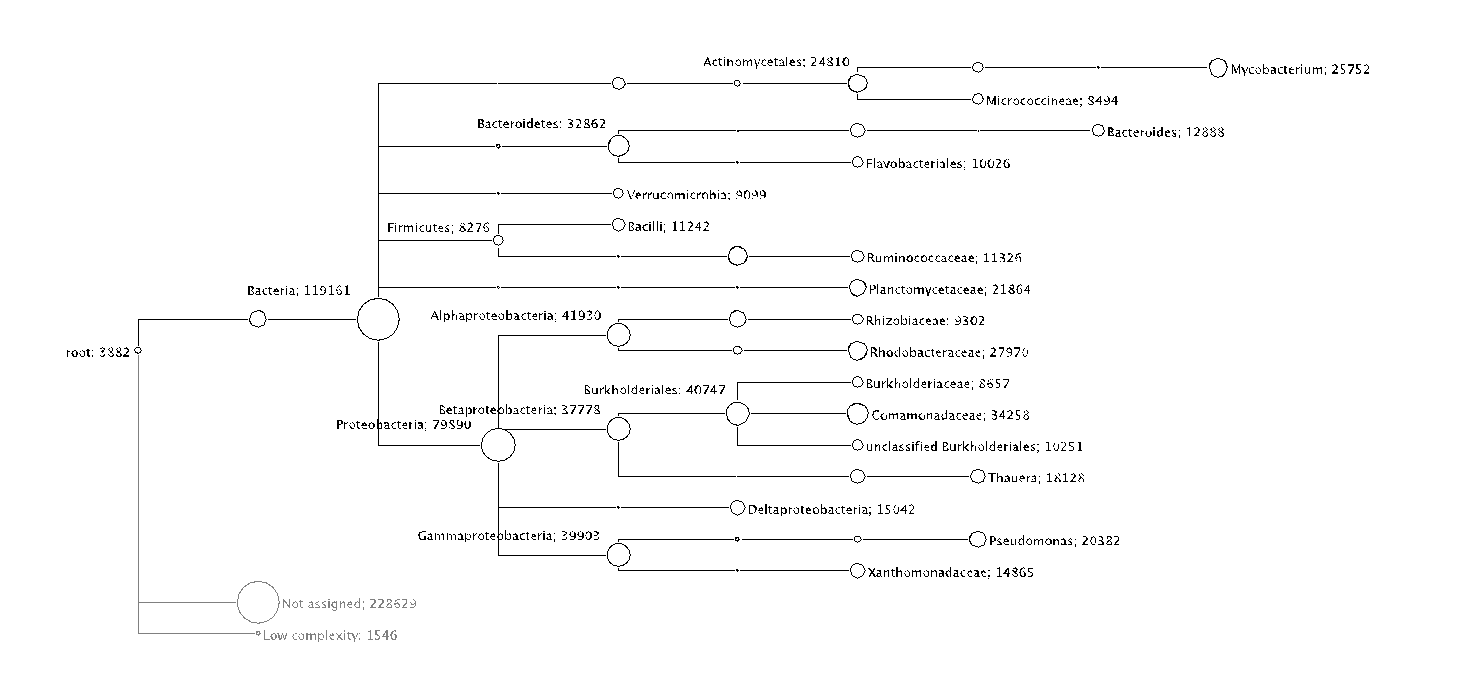 Actinomycetales; 24810
Mycobacterium; 25752
Micrococcineae; 8494
Bacteroidetes; 32862
Bacteroides; 12888
Flavobacteriales; 10026
Verrucomicrobia; 9099
Firmicutes; 8276
Bacilli; 11242
Ruminococcaceae; 11326
Bacteria; 119161
Planctomycetaceae; 21864
Alphaproteobacteria; 41930
Rhizobiaceae; 9302
root; 3882
Rhodobacteraceae; 27970
Burkholderiales; 40747
Burkholderiaceae; 8657
Betaproteobacteria; 37778
Comamonadaceae; 34258
Proteobacteria; 79890
unclassified Burkholderiales; 10251
Thauera; 18128
Deltaproteobacteria; 15042
Gammaproteobacteria; 39903
Pseudomonas; 20382
Xanthomonadaceae; 14865
Not assigned; 228629
Low complexity; 1546